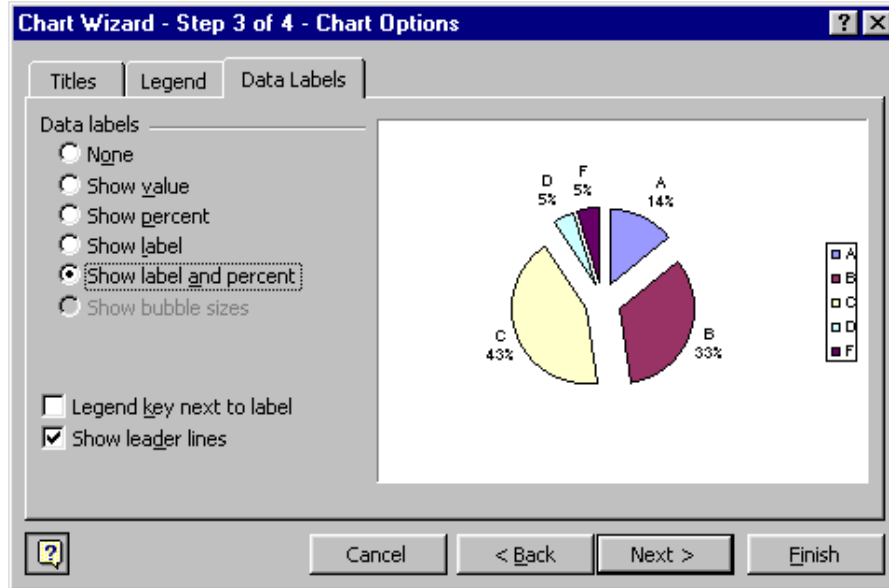 Chart Wizard - Step 3 of 4 - Chart Options
Titles
Legend
Data Labels
Data labels
None
Show value
Show percent
Show label
Show label and percent
Show bubble sizes
Legend key next to label
Show leader lines
D
5%
F
5%
A
14%
C
43%
B
33%
A
B
C
D
F
Cancel
< Back
Next >
Finish